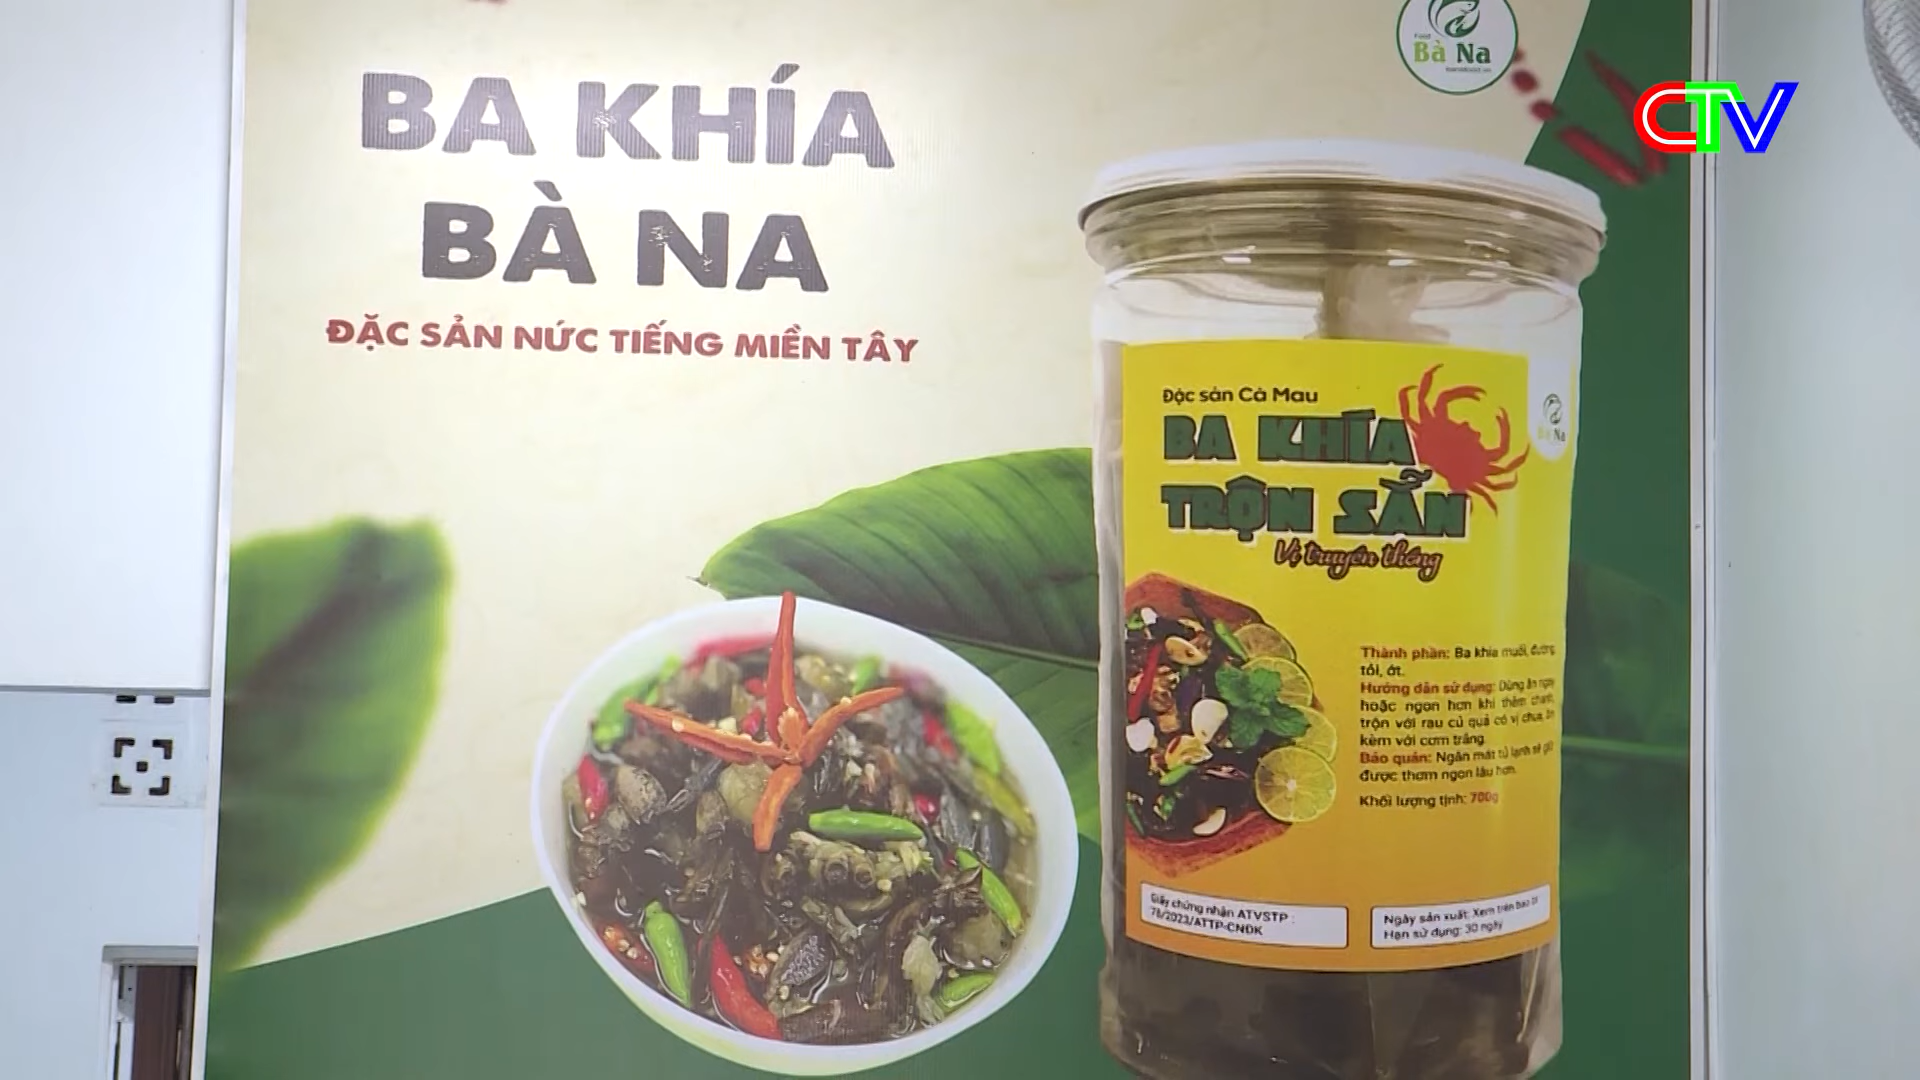 BA KHÍA
BÀ NA
ĐẶC SẢN NỨC TIẾNG MIỀN TÂY
Food
Bà Na
CTV
Đặc sản Cà Mau
BA KHÍA
TRỘN SẴN
Vị truyền thống
Bà Na
Thành phần: Ba khía muối, đường,
tỏi, ớt.
Hướng dẫn sử dụng: Dùng ăn ngay
hoặc ngon hơn khi thêm chanh,
trộn với rau củ quả có vị chua, ăn
kèm với cơm trắng.
Bảo quản: Ngăn mát tủ lạnh sẽ giữ
được thơm ngon lâu hơn.
Khối lượng tịnh: 700g
Giấy chứng nhận ATVSTP :
78/2023/ATTP-CNĐK
Ngày sản xuất: Xem trên bao bì
Hạn sử dụng: 30 ngày